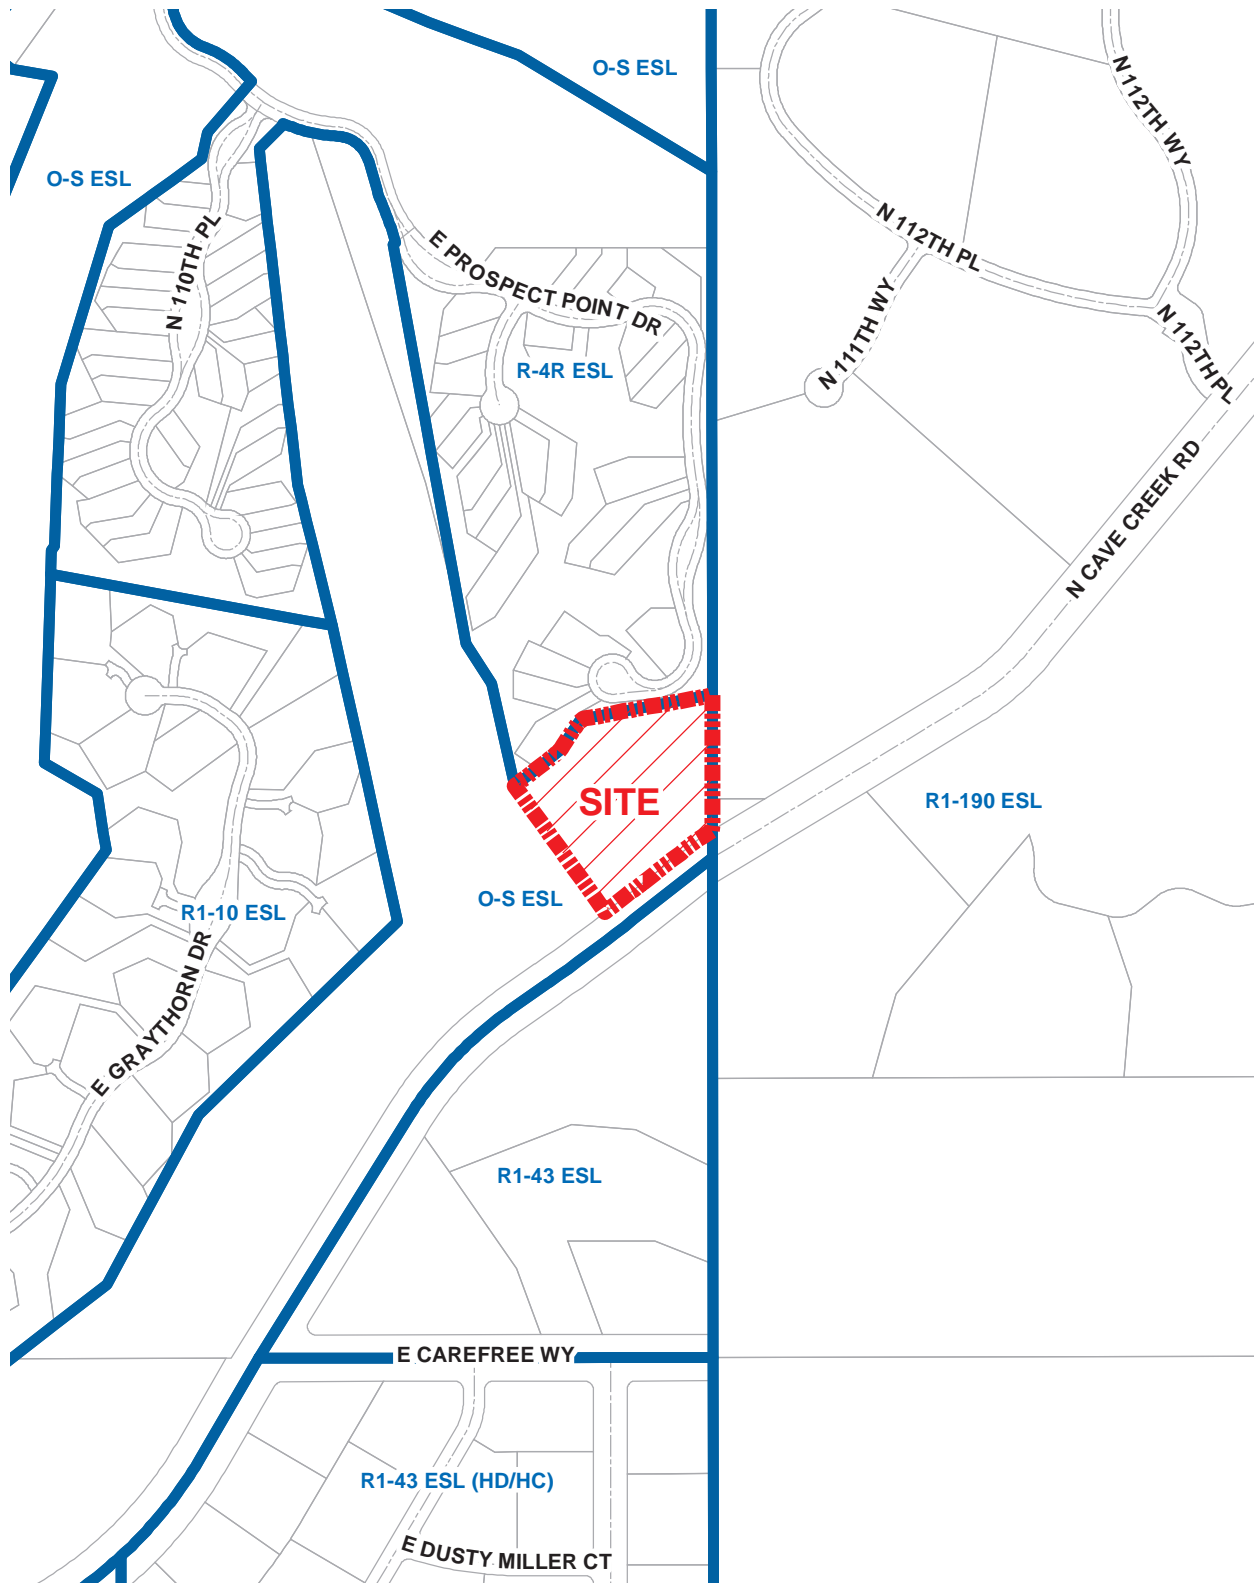 O-S ESL
N 112TH WY
O-S ESL
N 110TH PL
N 112TH PL
E PROSPECT POINT DR
N 111TH WY
N 112TH PL
R-4R ESL
N CAVE CREEK RD
SITE
R1-190 ESL
O-S ESL
R1-10 ESL
E GRAYTHORN DR
R1-43 ESL
E CAREFREE WY
R1-43 ESL (HD/HC)
E DUSTY MILLER CT